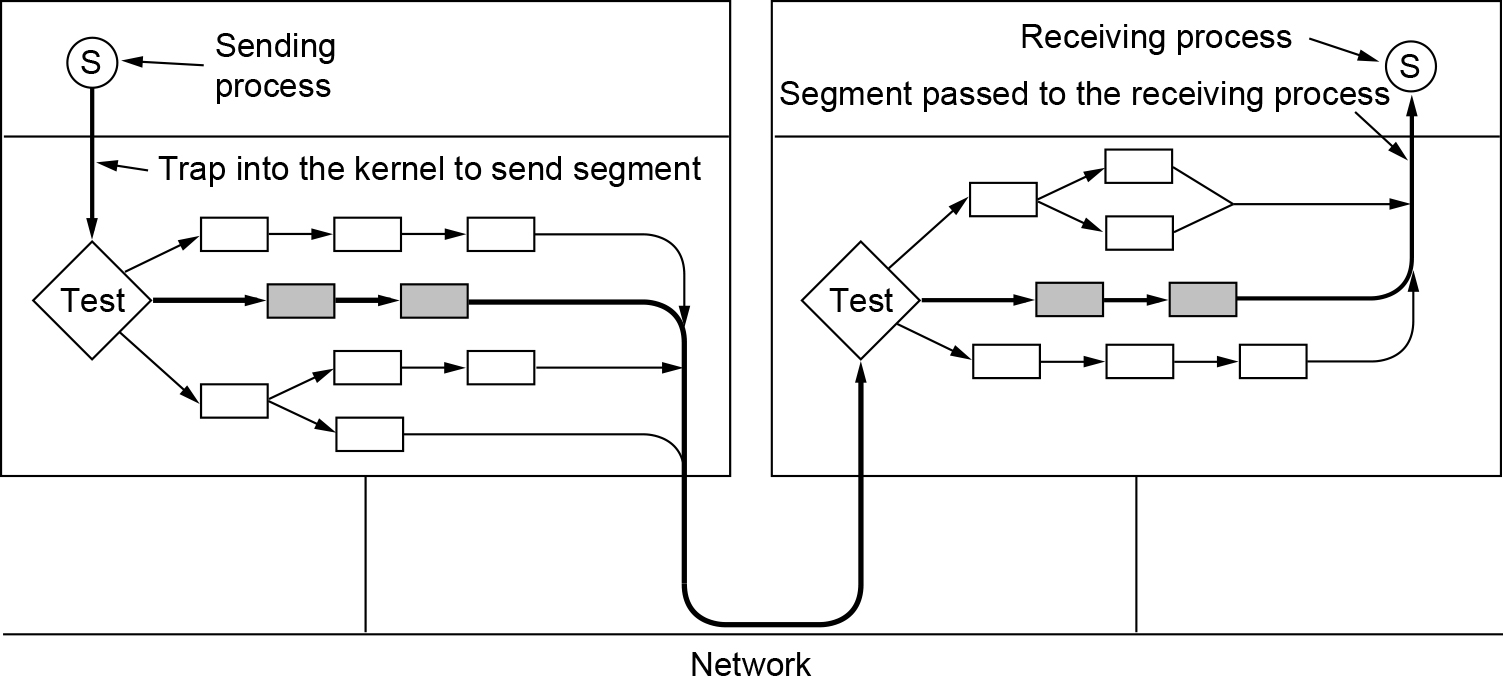 S
Sending
process
Trap into the kernel to send segment
Test
Receiving process
S
Segment passed to the receiving process
Test
Network